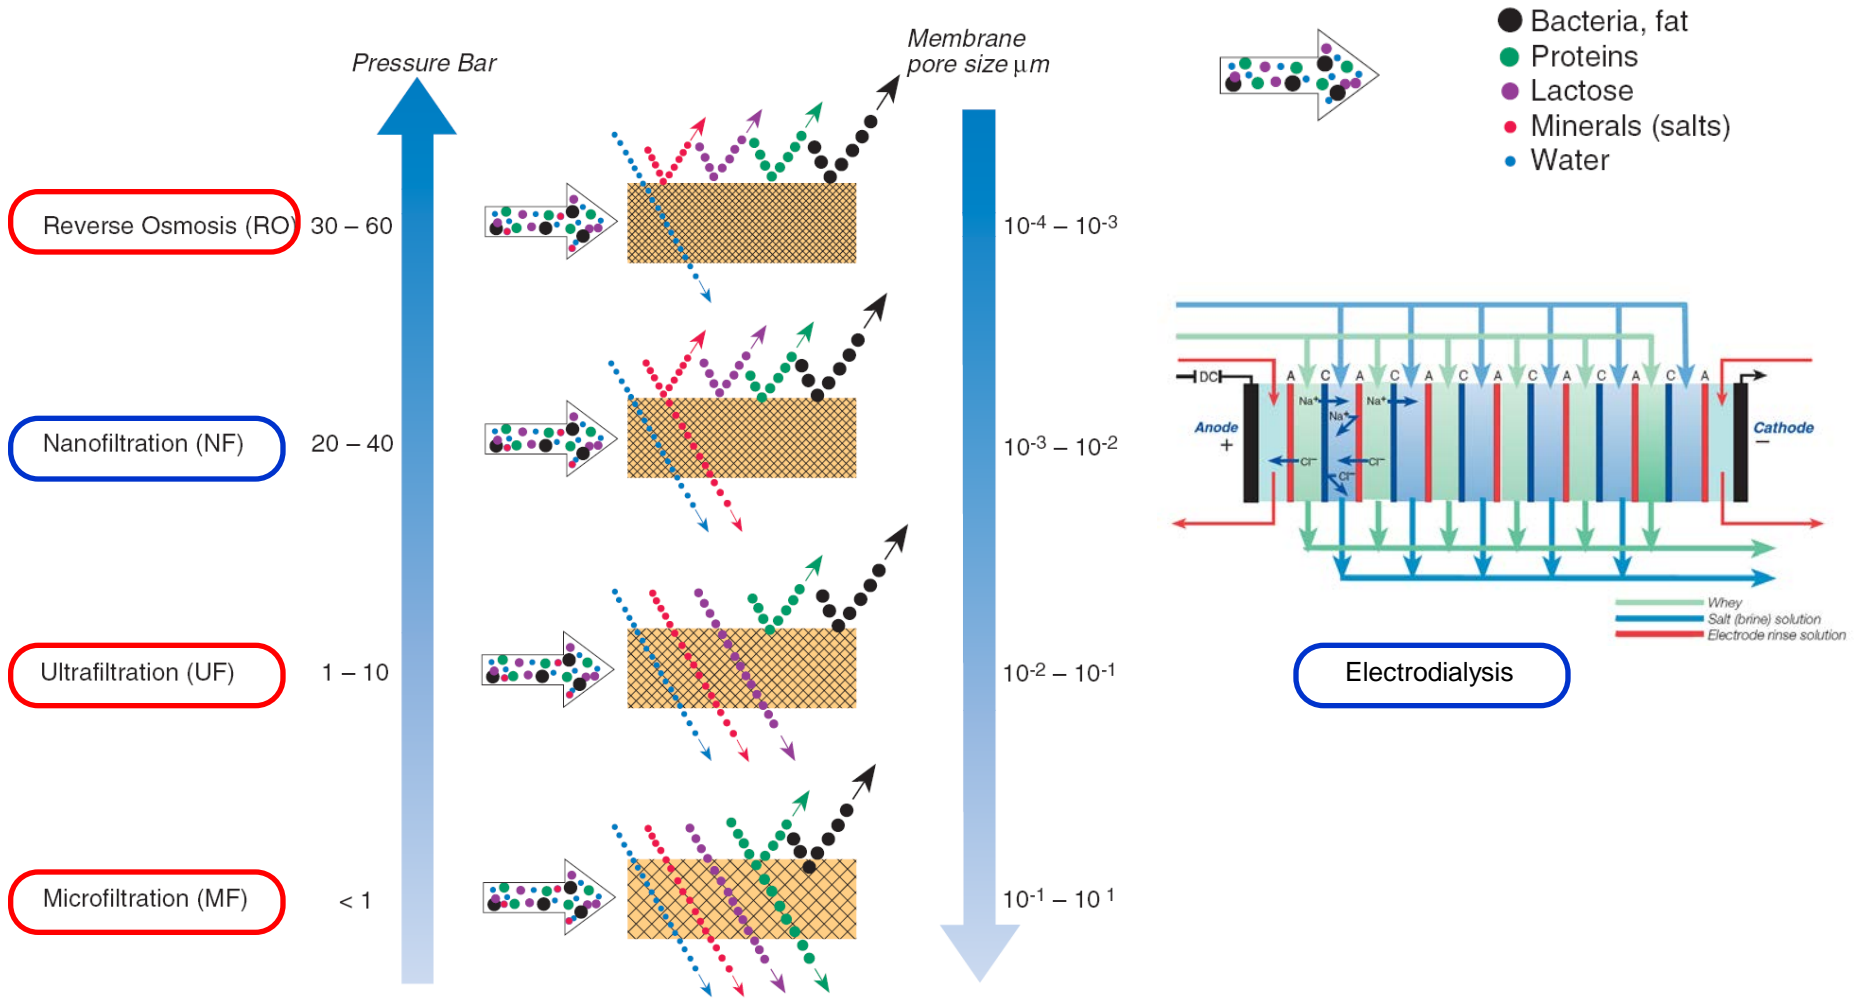 Pressure Bar
Membrane
pore size μm
Bacteria, fat
Proteins
Lactose
Minerals (salts)
Water
Reverse Osmosis (RO) 30 – 60
10-4 – 10-3
Nanofiltration (NF) 20 – 40
10-3 – 10-2
Ultrafiltration (UF) 1 – 10
10-2 – 10-1
Microfiltration (MF) < 1
10-1 – 10 1
DC
A C A C A C A C A C A C A
Na+ Na+
Na+
Anode
+
Cathode
–
Cl– Cl–
Cl–
Whey
Salt (brine) solution
Electrode rinse solution
Electrodialysis